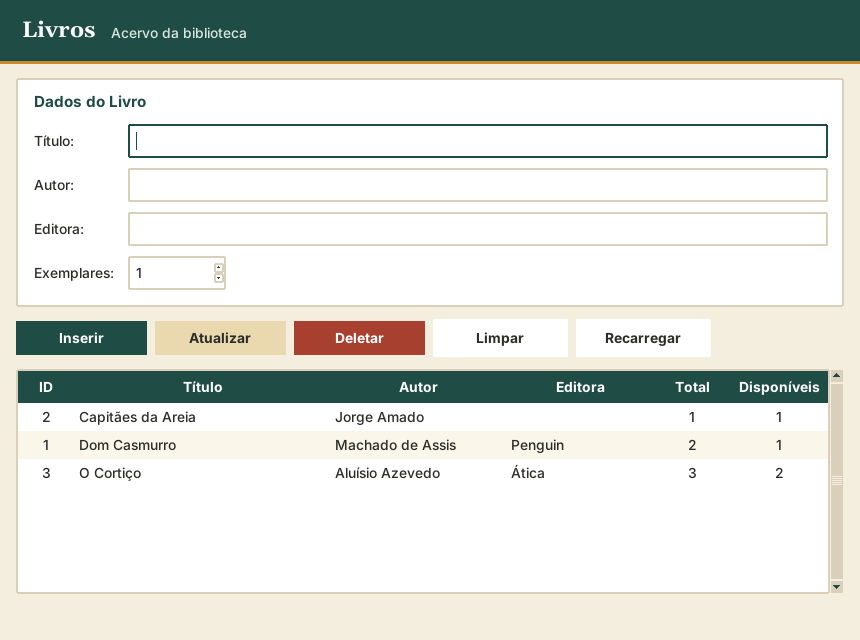 Livros Acervo da biblioteca
Dados do Livro
Título:
Autor:
Editora:
Exemplares: 1
Inserir Atualizar Deletar Limpar Recarregar
ID Título Autor Editora Total Disponíveis
2 Capitães da Areia Jorge Amado 1 1
1 Dom Casmurro Machado de Assis Penguin 2 1
3 O Cortiço Aluísio Azevedo Ática 3 2